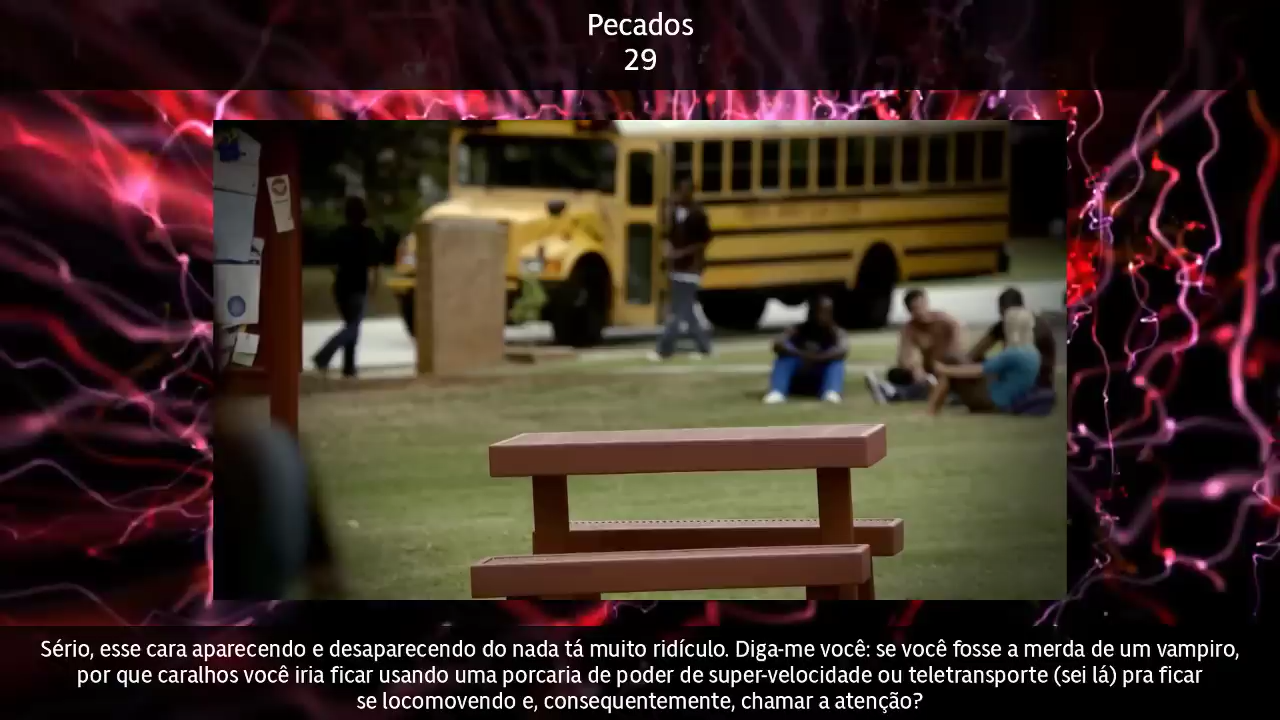 Pecados
29
Sério, esse cara aparecendo e desaparecendo do nada tá muito ridículo. Diga-me você: se você fosse a merda de um vampiro,
por que caralhos você iria ficar usando uma porcaria de poder de super-velocidade ou teletransporte (sei lá) pra ficar
se locomovendo e, consequentemente, chamar a atenção?